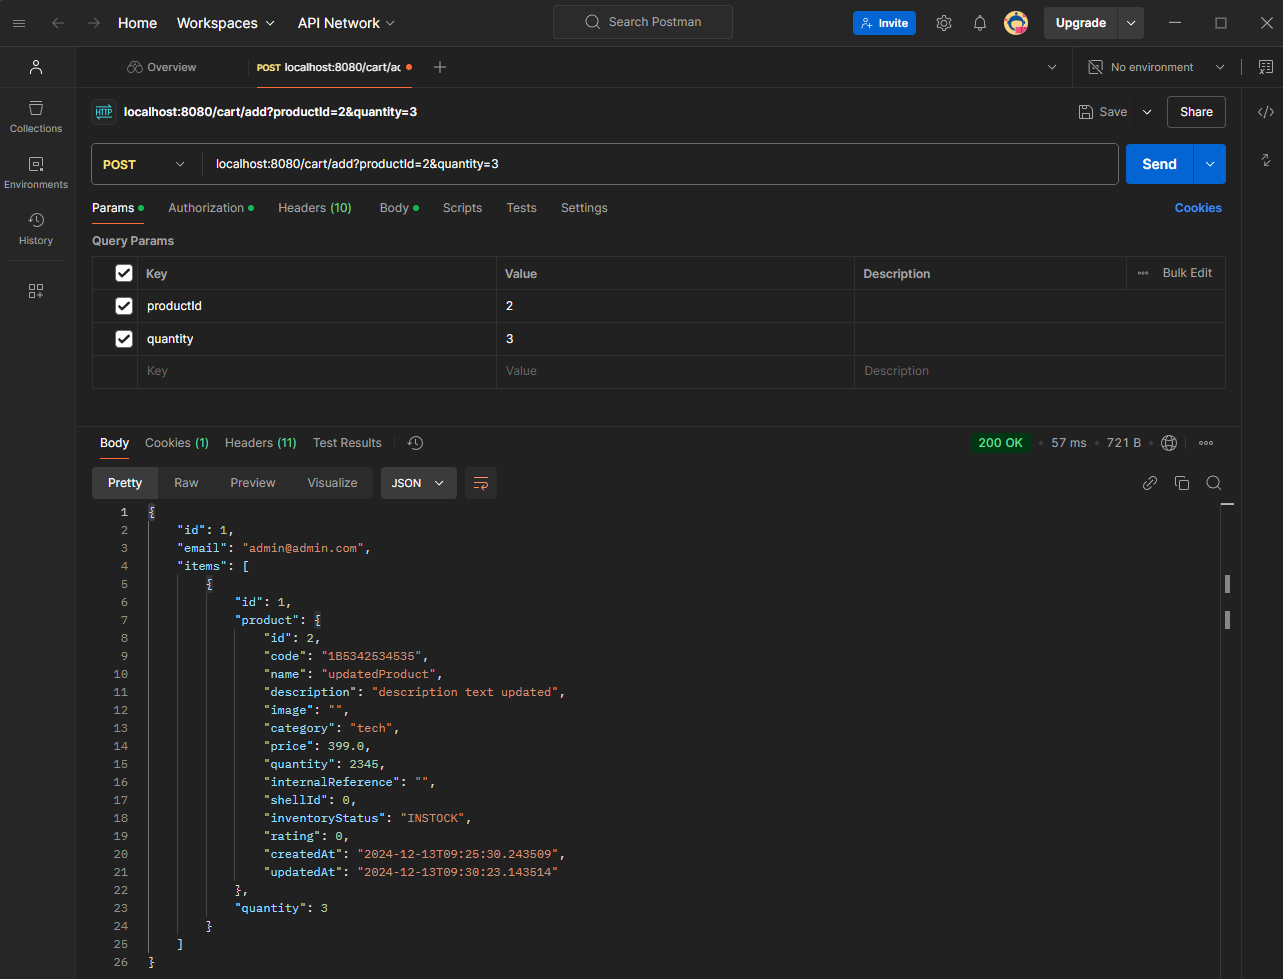 Home Workspaces API Network Search Postman Invite Upgrade
Overview POST localhost:8080/cart/ac No environment
HTTP localhost:8080/cart/add?productId=2&quantity=3 Save Share
Collections
POST localhost:8080/cart/add?productId=2&quantity=3 Send
Environments
Params Authorization Headers (10) Body Scripts Tests Settings Cookies
History
Query Params
Key Value Description Bulk Edit
productId 2
quantity 3
Key Value Description
Body Cookies (1) Headers (11) Test Results 200 OK 57 ms 721 B
Pretty Raw Preview Visualize JSON
1 {
2 "id": 1,
3 "email": "admin@admin.com",
4 "items": [
5 {
6 "id": 1,
7 "product": {
8 "id": 2,
9 "code": "1B5342534535",
10 "name": "updatedProduct",
11 "description": "description text updated",
12 "image": "",
13 "category": "tech",
14 "price": 399.0,
15 "quantity": 2345,
16 "internalReference": "",
17 "shellId": 0,
18 "inventoryStatus": "INSTOCK",
19 "rating": 0,
20 "createdAt": "2024-12-13T09:25:30.243509",
21 "updatedAt": "2024-12-13T09:30:23.143514"
22 },
23 "quantity": 3
24 }
25 ]
26 }